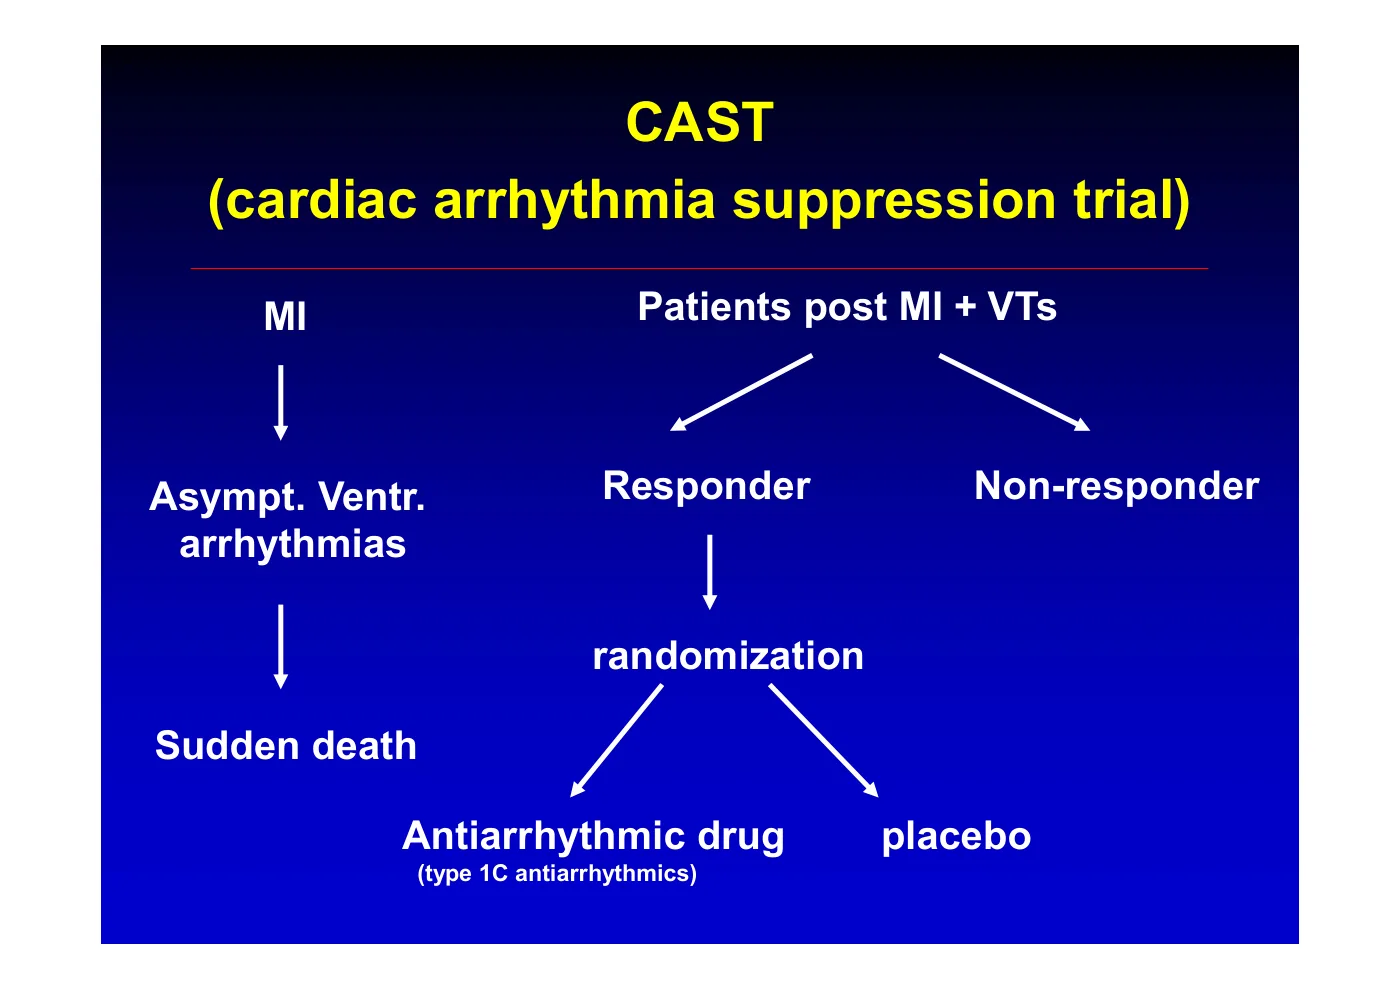 CAST
(cardiac arrhythmia suppression trial)
MI
Asympt. Ventr.
arrhythmias
Sudden death
Patients post MI + VTs
Responder
Non-responder
randomization
Antiarrhythmic drug
(type 1C antiarrhythmics)
placebo